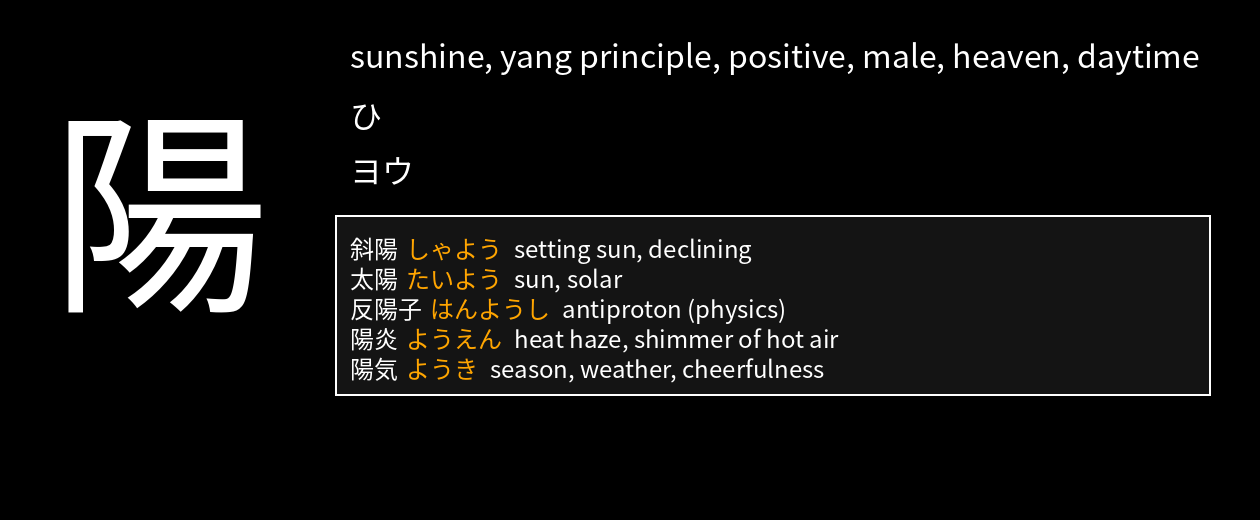 陽
sunshine, yang principle, positive, male, heaven, daytime
ひ
ヨウ
斜陽 しゃよう setting sun, declining
太陽 たいよう sun, solar
反陽子 はんようし antiproton (physics)
陽炎 ようえん heat haze, shimmer of hot air
陽気 ようき season, weather, cheerfulness